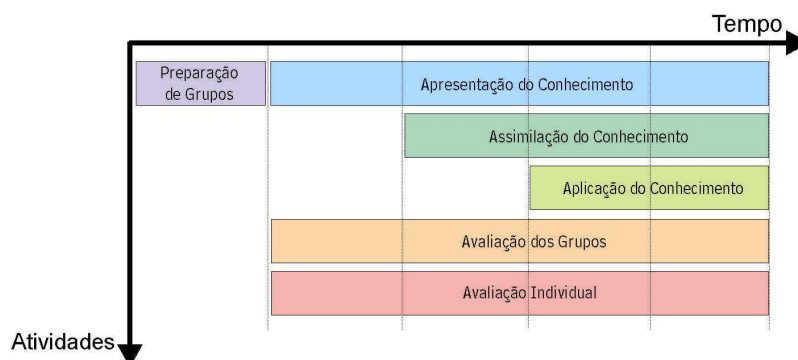 Tempo
Preparação
de Grupos
Apresentação do Conhecimento
Assimilação do Conhecimento
Aplicação do Conhecimento
Avaliação dos Grupos
Avaliação Individual
Atividades